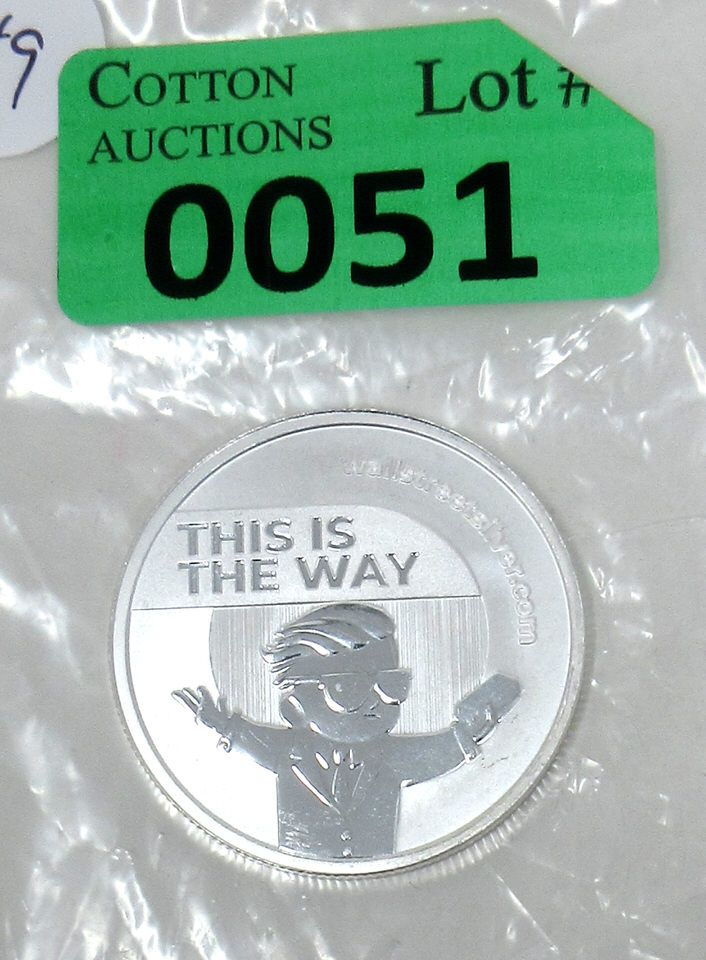 COTTON
AUCTIONS
Lot #
0051
wallstreetsilver.com
THIS IS
THE WAY